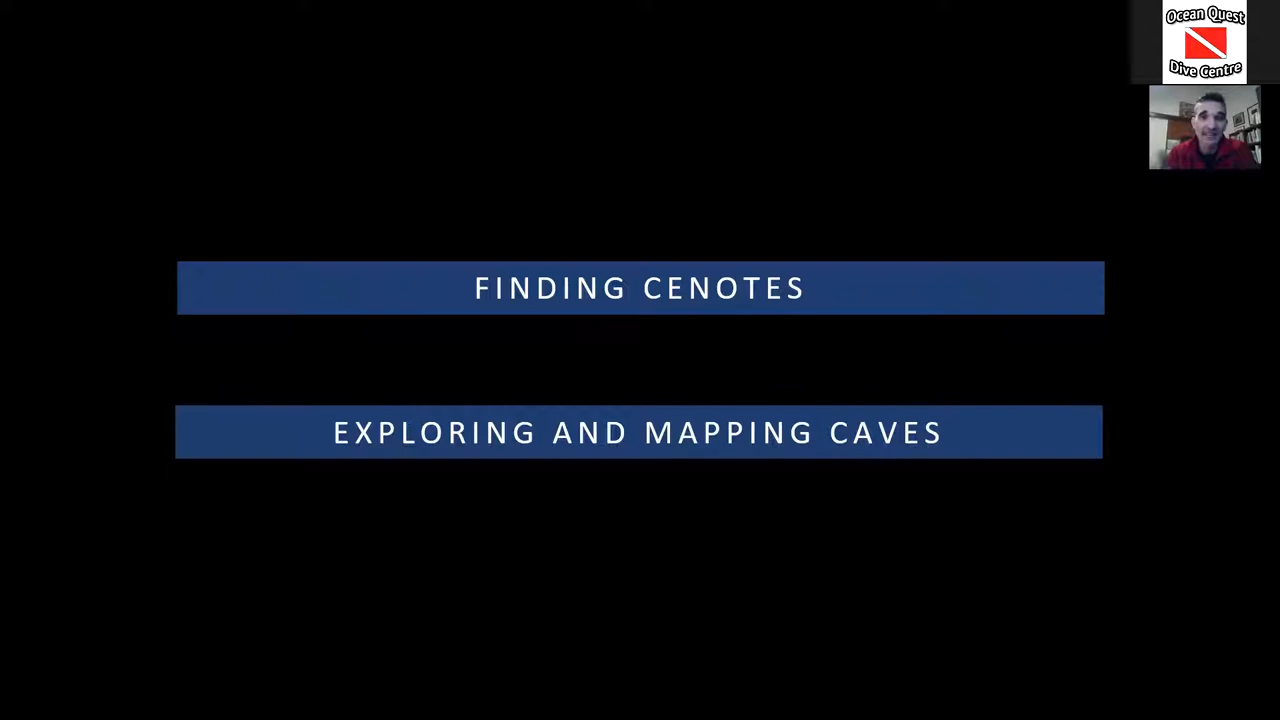 Ocean Quest
Dive Centre
FINDING CENOTES
EXPLORING AND MAPPING CAVES